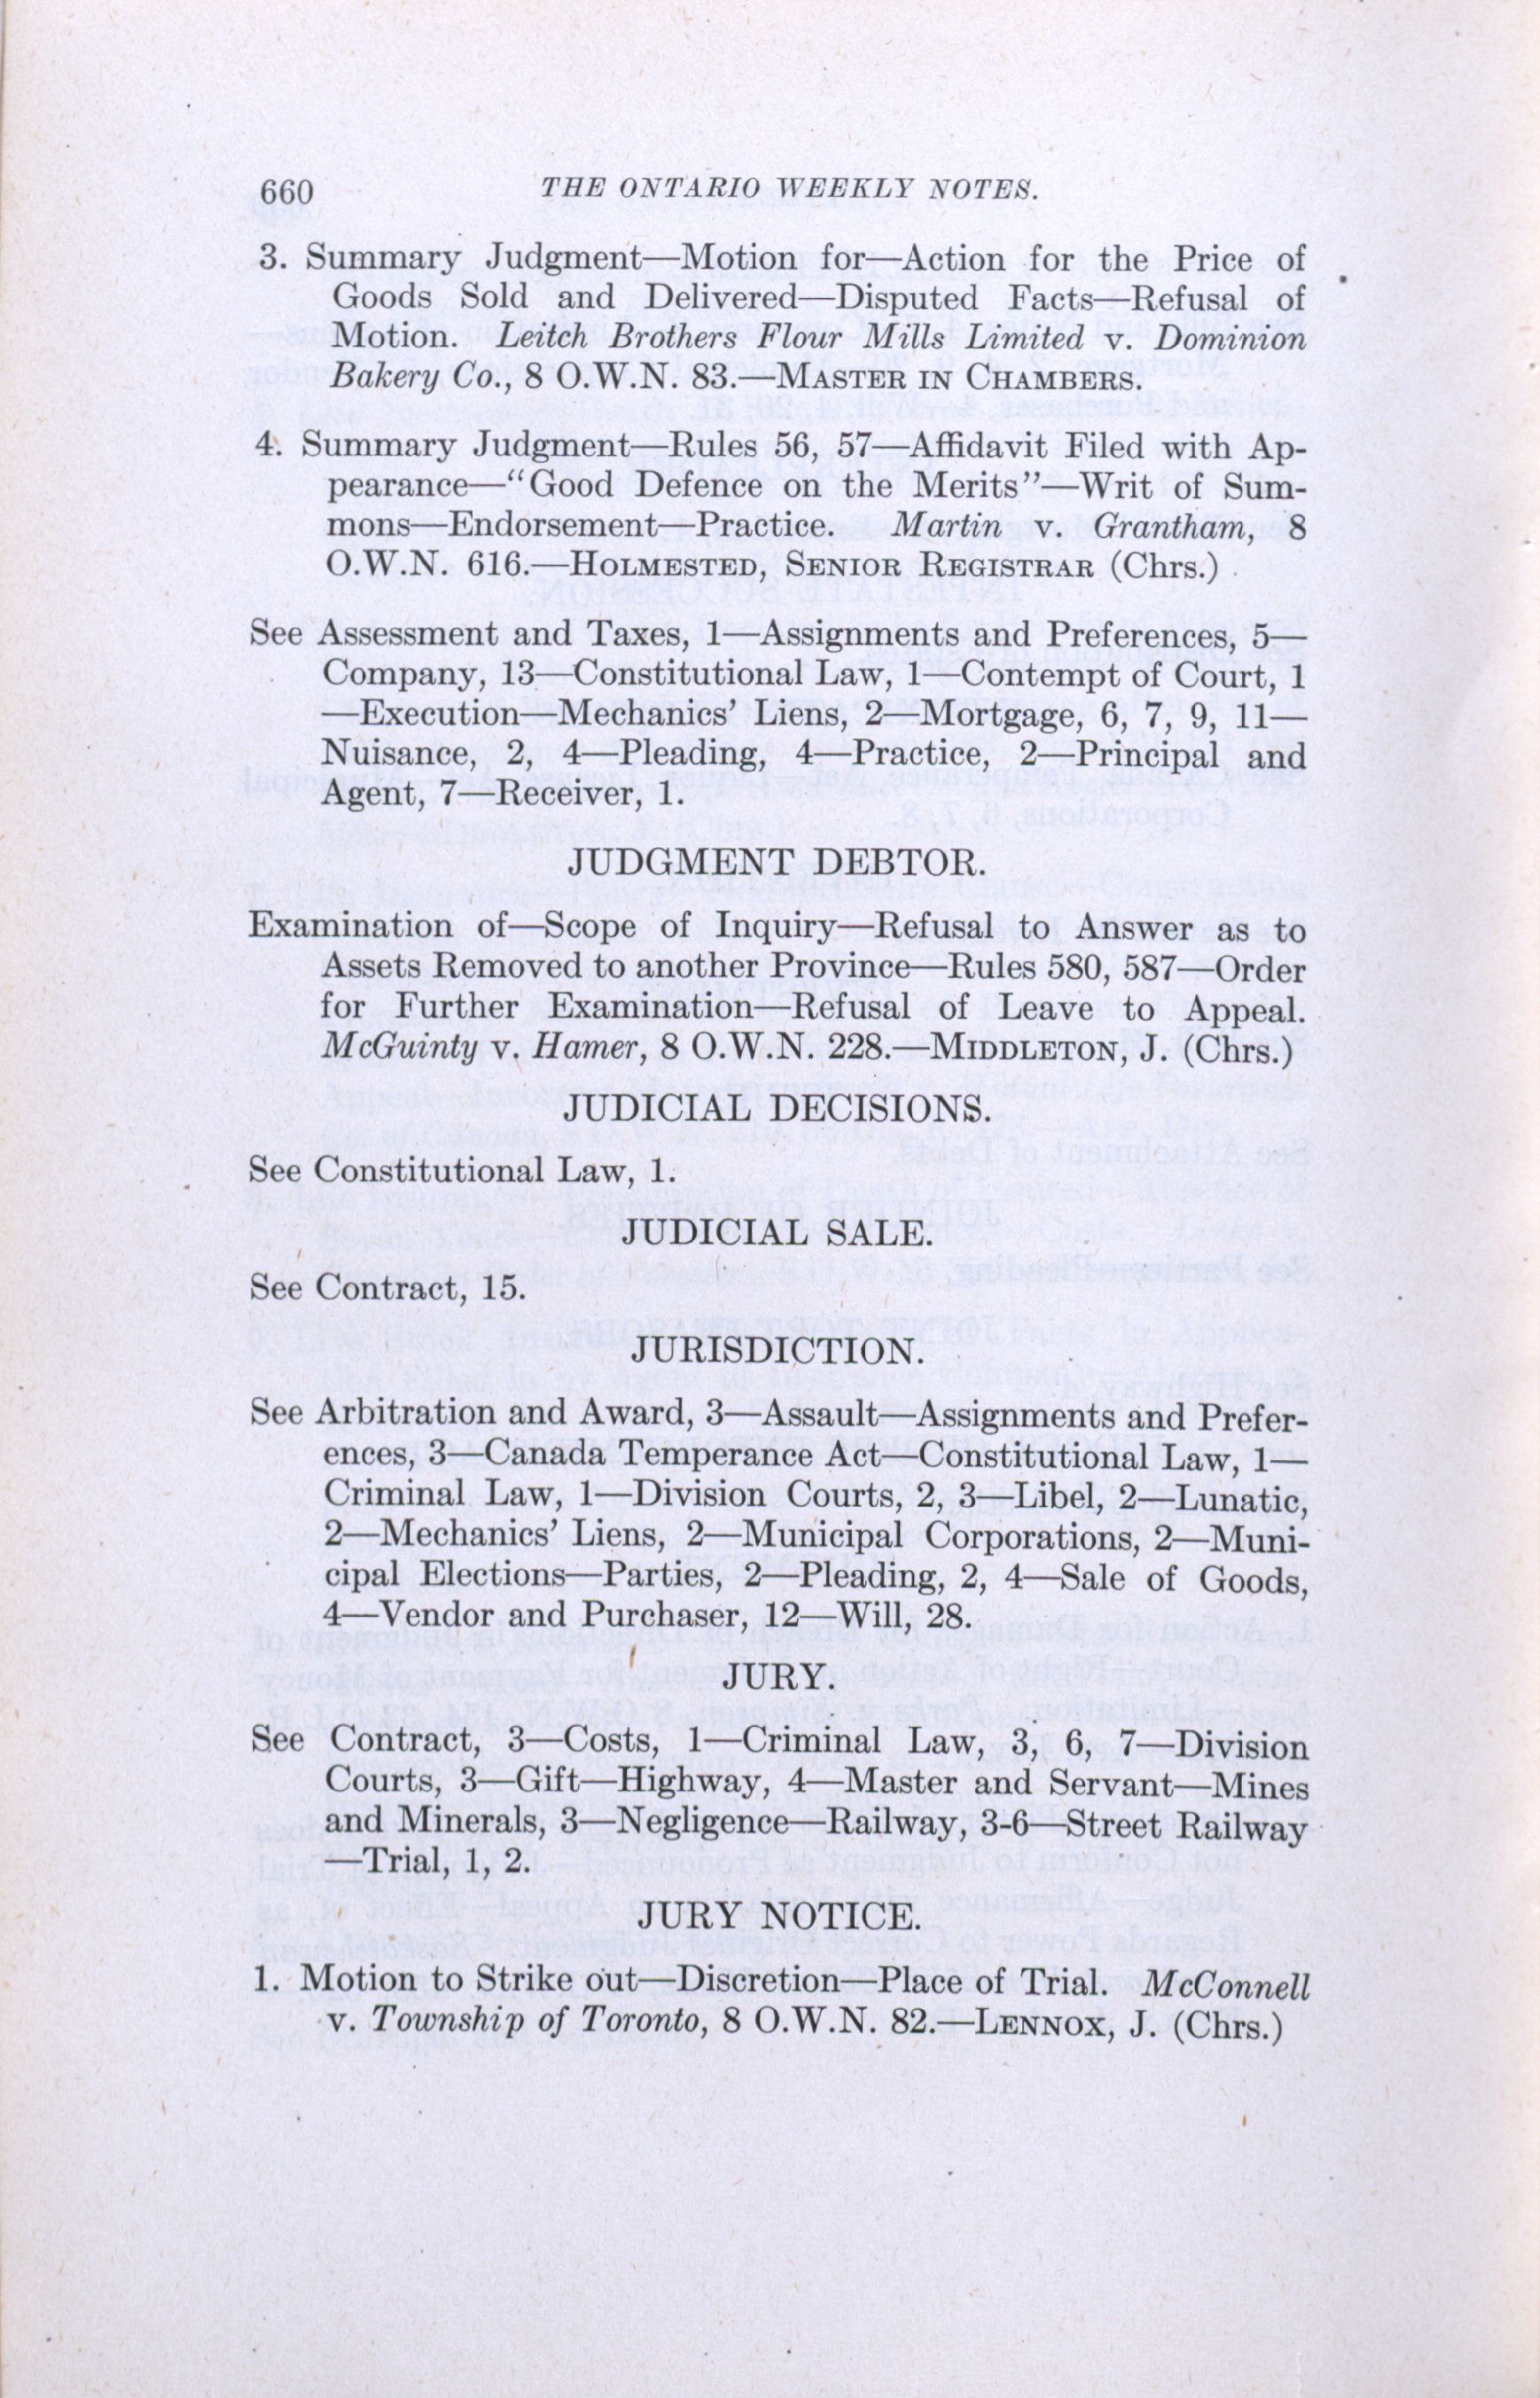 660
THE ONTARIO WEEKLY NOTES.
3. Summary Judgment—Motion for—Action for the Price of
Goods Sold and Delivered—Disputed Facts—Refusal of
Motion. Leitch Brothers Flour Mills Limited v. Dominion
Bakery Co., 8 O.W.N. 83.—MASTER IN CHAMBERS.
4. Summary Judgment—Rules 56, 57—Affidavit Filed with Ap-
pearance—"Good Defence on the Merits"—Writ of Sum-
mons—Endorsement—Practice. Martin v. Grantham, 8
O.W.N. 616.—HOLMESTED, SENIOR REGISTRAR (Chrs.)
See Assessment and Taxes, 1—Assignments and Preferences, 5—
Company, 13—Constitutional Law, 1—Contempt of Court, 1
—Execution—Mechanics' Liens, 2—Mortgage, 6, 7, 9, 11—
Nuisance, 2, 4—Pleading, 4—Practice, 2—Principal and
Agent, 7—Receiver, 1.
JUDGMENT DEBTOR.
Examination of—Scope of Inquiry—Refusal to Answer as to
Assets Removed to another Province—Rules 580, 587—Order
for Further Examination—Refusal of Leave to Appeal.
McGuinty v. Hamer, 8 O.W.N. 228.—MIDDLETON, J. (Chrs.)
JUDICIAL DECISIONS.
See Constitutional Law, 1.
JUDICIAL SALE.
See Contract, 15.
JURISDICTION.
See Arbitration and Award, 3—Assault—Assignments and Prefer-
ences, 3—Canada Temperance Act—Constitutional Law, 1—
Criminal Law, 1—Division Courts, 2, 3—Libel, 2—Lunatic,
2—Mechanics' Liens, 2—Municipal Corporations, 2—Muni-
cipal Elections—Parties, 2—Pleading, 2, 4—Sale of Goods,
4—Vendor and Purchaser, 12—Will, 28.
JURY.
See Contract, 3—Costs, 1—Criminal Law, 3, 6, 7—Division
Courts, 3—Gift—Highway, 4—Master and Servant—Mines
and Minerals, 3—Negligence—Railway, 3-6—Street Railway
—Trial, 1, 2.
JURY NOTICE.
1. Motion to Strike out—Discretion—Place of Trial. McConnell
v. Township of Toronto, 8 O.W.N. 82.—LENNOX, J. (Chrs.)